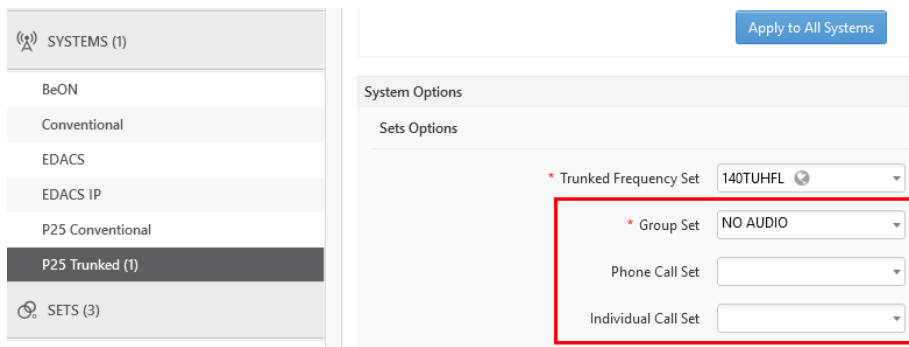 SYSTEMS (1)
BeON
Conventional
EDACS
EDACS IP
P25 Conventional
P25 Trunked (1)
SETS (3)
Apply to All Systems
System Options
Sets Options
* Trunked Frequency Set 140TUHFL
* Group Set NO AUDIO
Phone Call Set
Individual Call Set